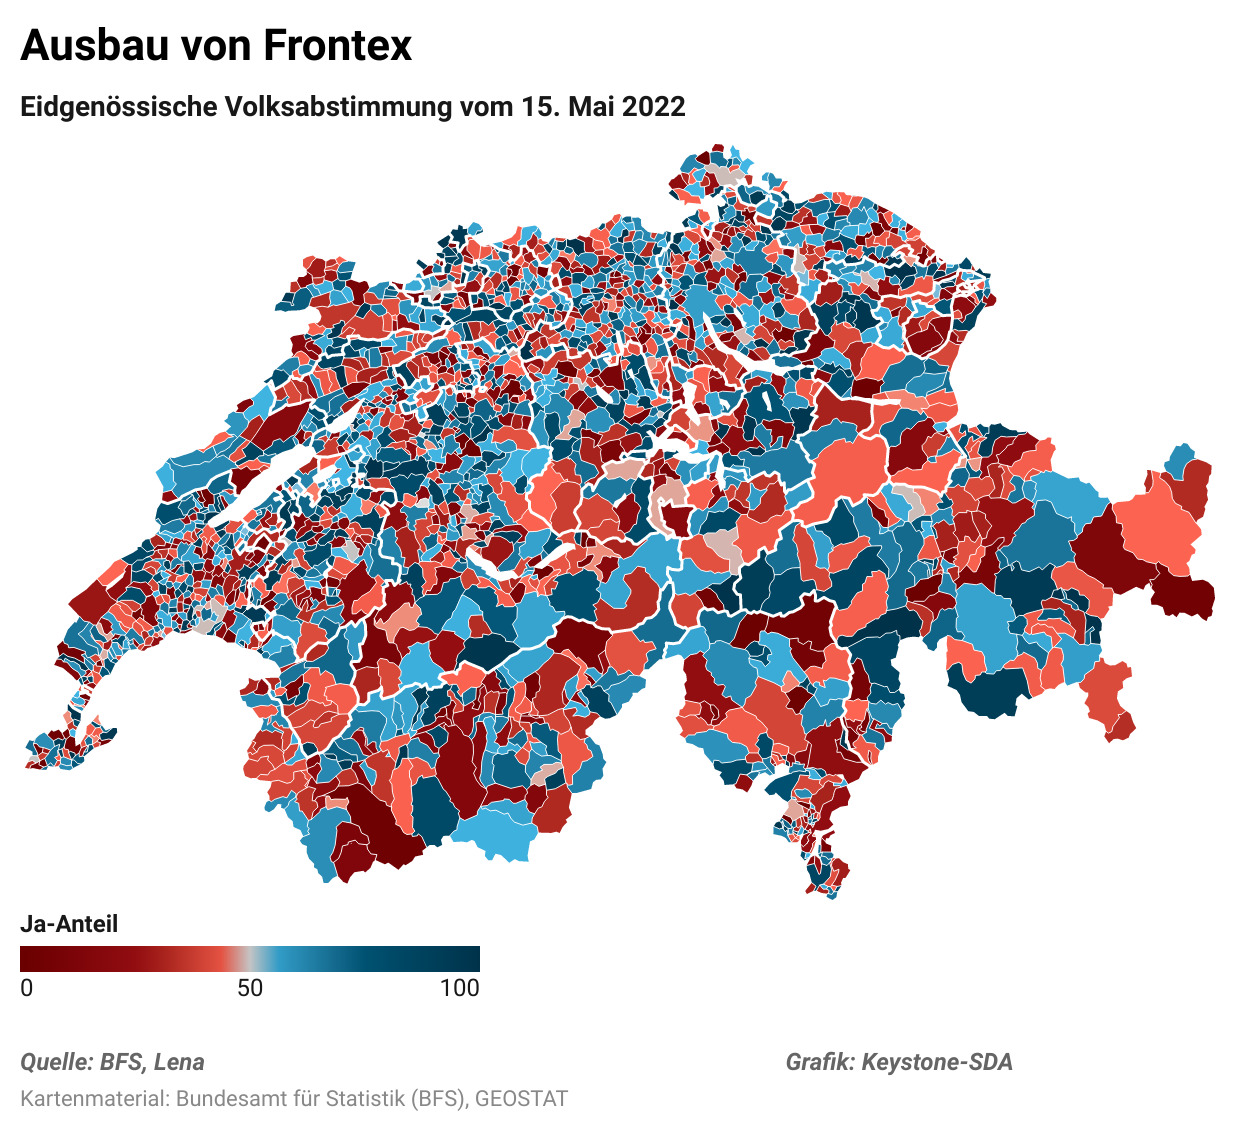 Ausbau von Frontex
Eidgenössische Volksabstimmung vom 15. Mai 2022
Ja-Anteil
0 50 100
Quelle: BFS, Lena Grafik: Keystone-SDA
Kartenmaterial: Bundesamt für Statistik (BFS), GEOSTAT